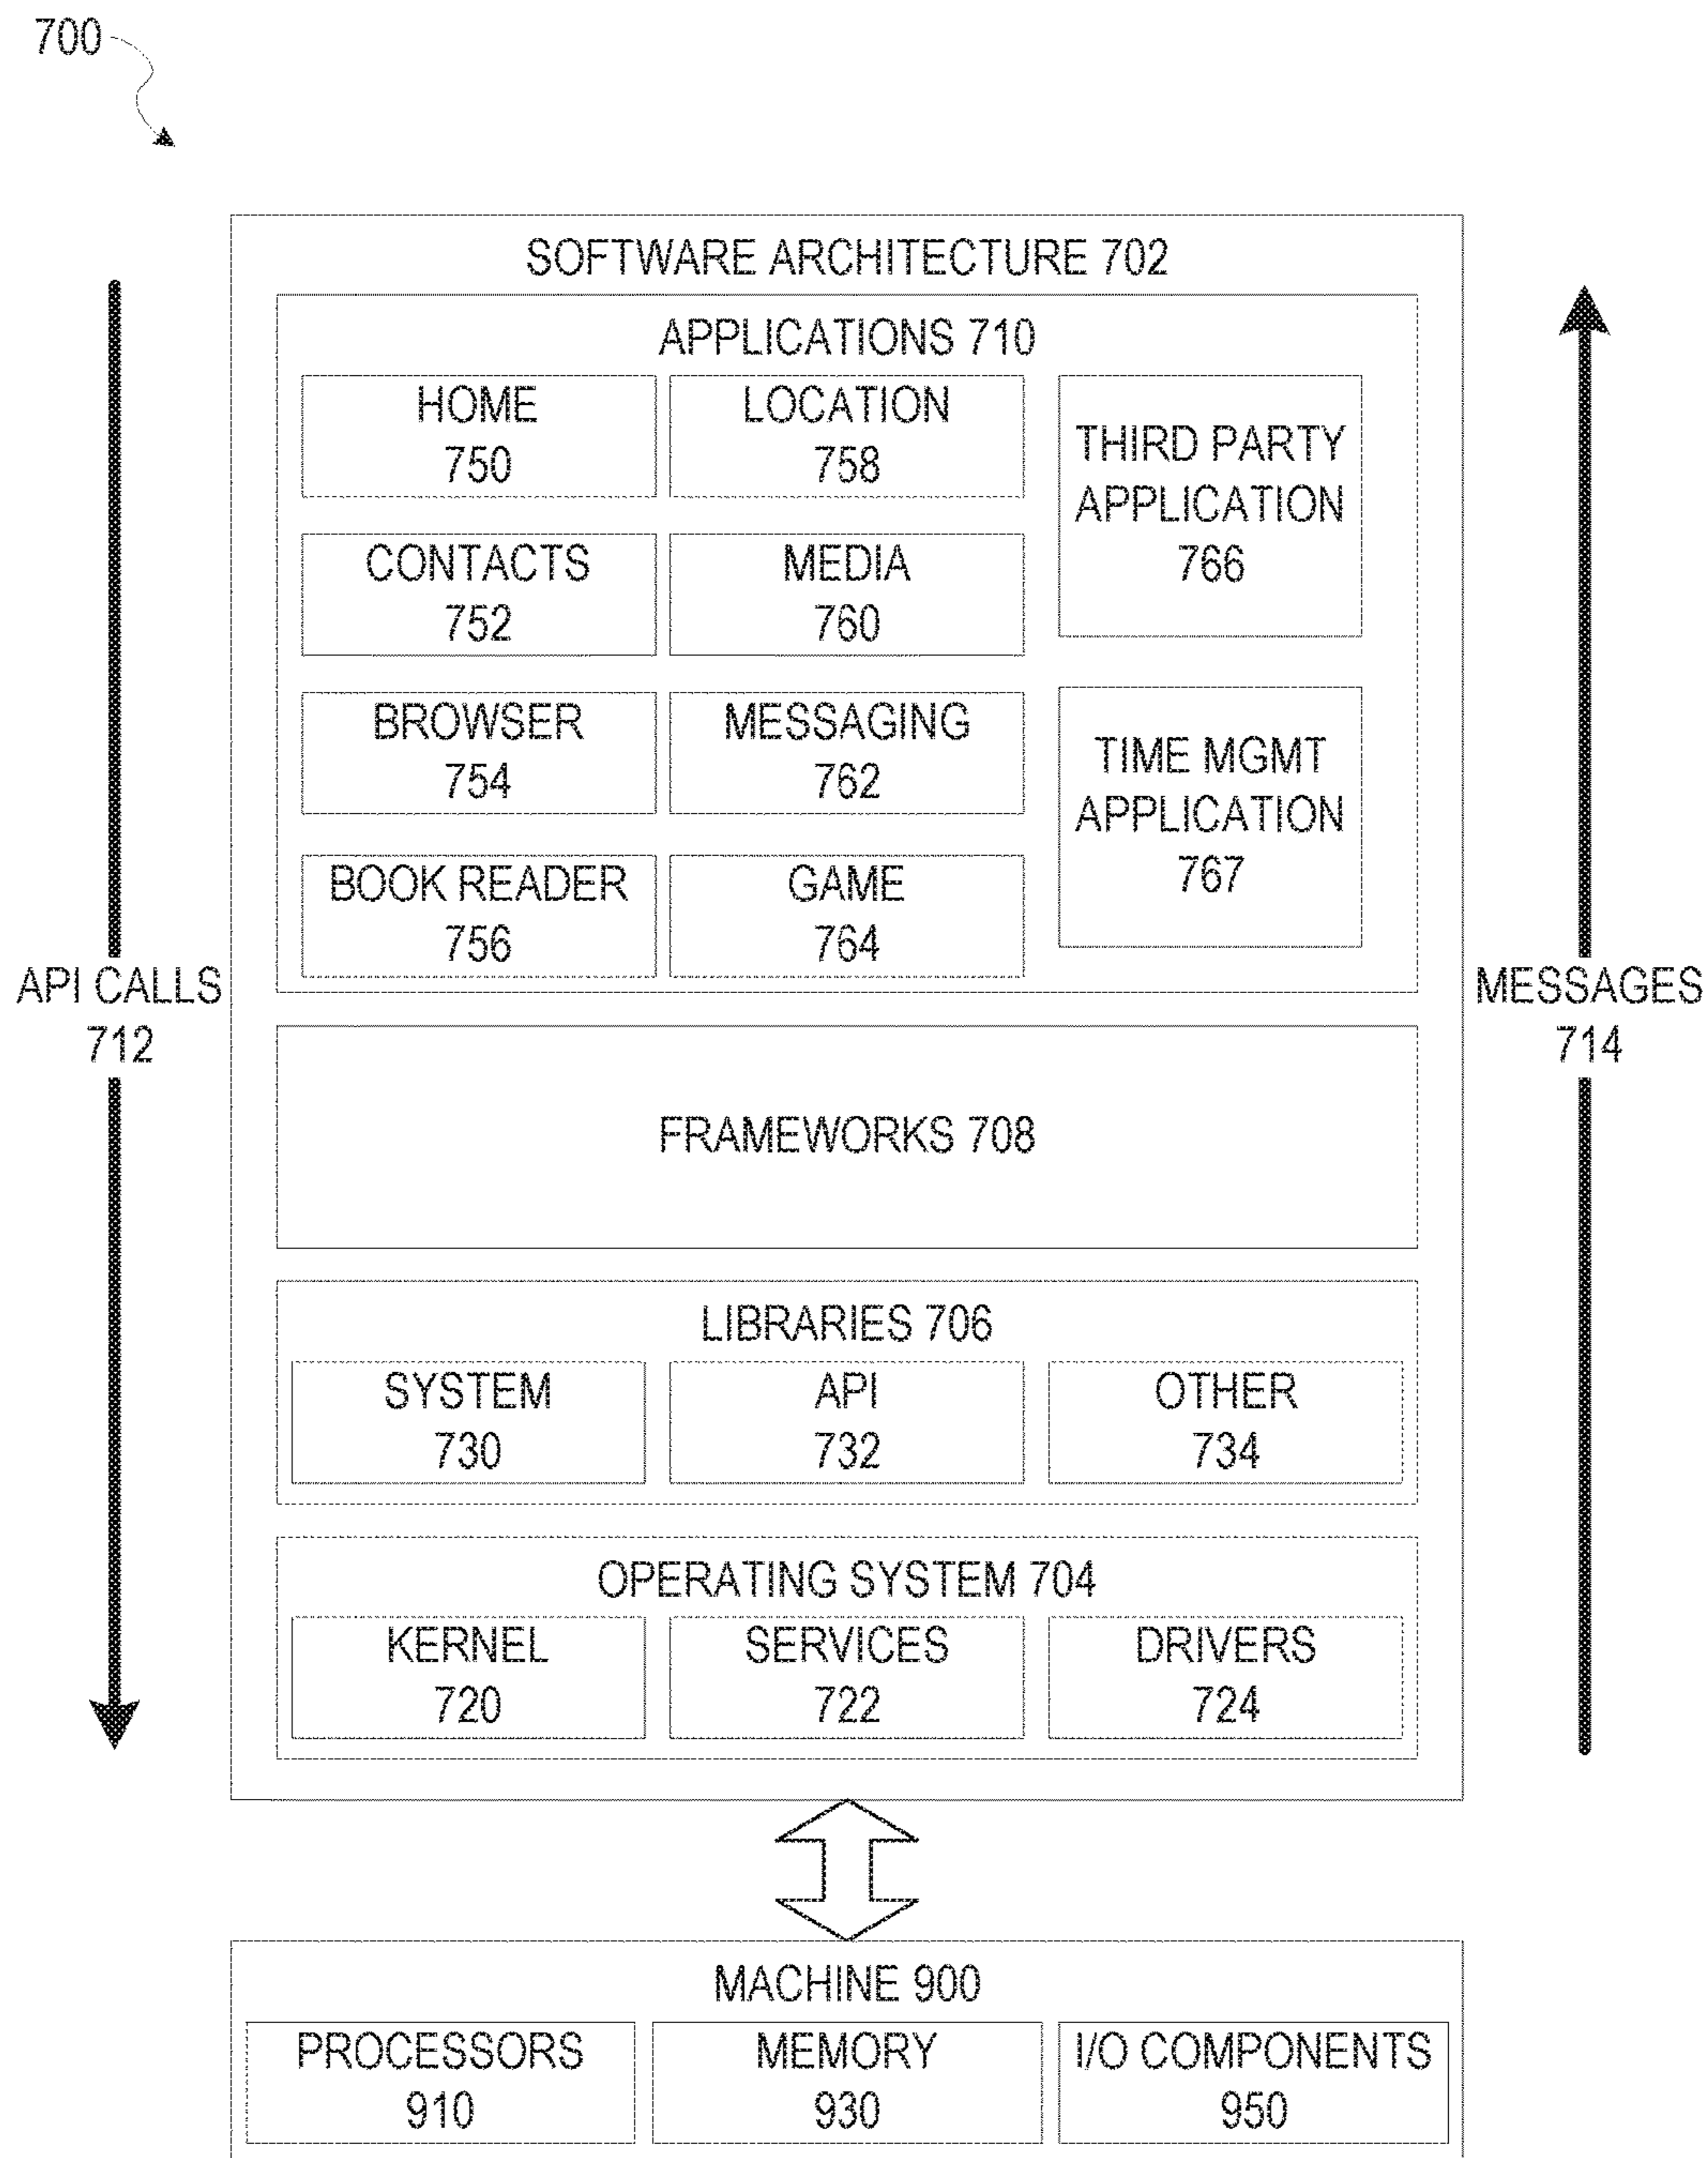 700
SOFTWARE ARCHITECTURE 702
APPLICATIONS 710
HOME
750
LOCATION
758
THIRD PARTY
APPLICATION
766
CONTACTS
752
MEDIA
760
BROWSER
754
MESSAGING
762
TIME MGMT
APPLICATION
767
BOOK READER
756
GAME
764
API CALLS
712
MESSAGES
714
FRAMEWORKS 708
LIBRARIES 706
SYSTEM
730
API
732
OTHER
734
OPERATING SYSTEM 704
KERNEL
720
SERVICES
722
DRIVERS
724
MACHINE 900
PROCESSORS
910
MEMORY
930
I/O COMPONENTS
950